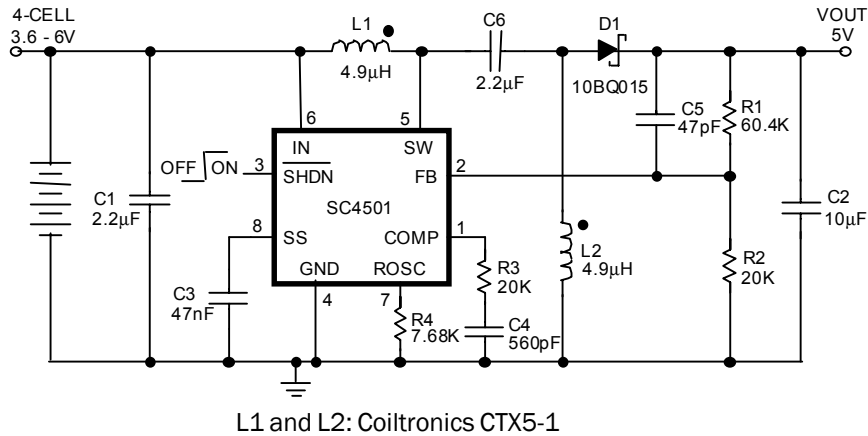 4-CELL
3.6 - 6V
L1
4.9µH
C6
2.2µF
D1
10BQ015
VOUT
5V
C5
47pF
R1
60.4K
6
5
IN
SW
OFF ON
3
SHDN
FB
2
SC4501
C1
2.2µF
C2
10µF
8
SS
COMP
1
L2
4.9µH
R2
20K
GND
ROSC
R3
20K
C3
47nF
4
7
R4
7.68K
C4
560pF
L1 and L2: Coiltronics CTX5-1